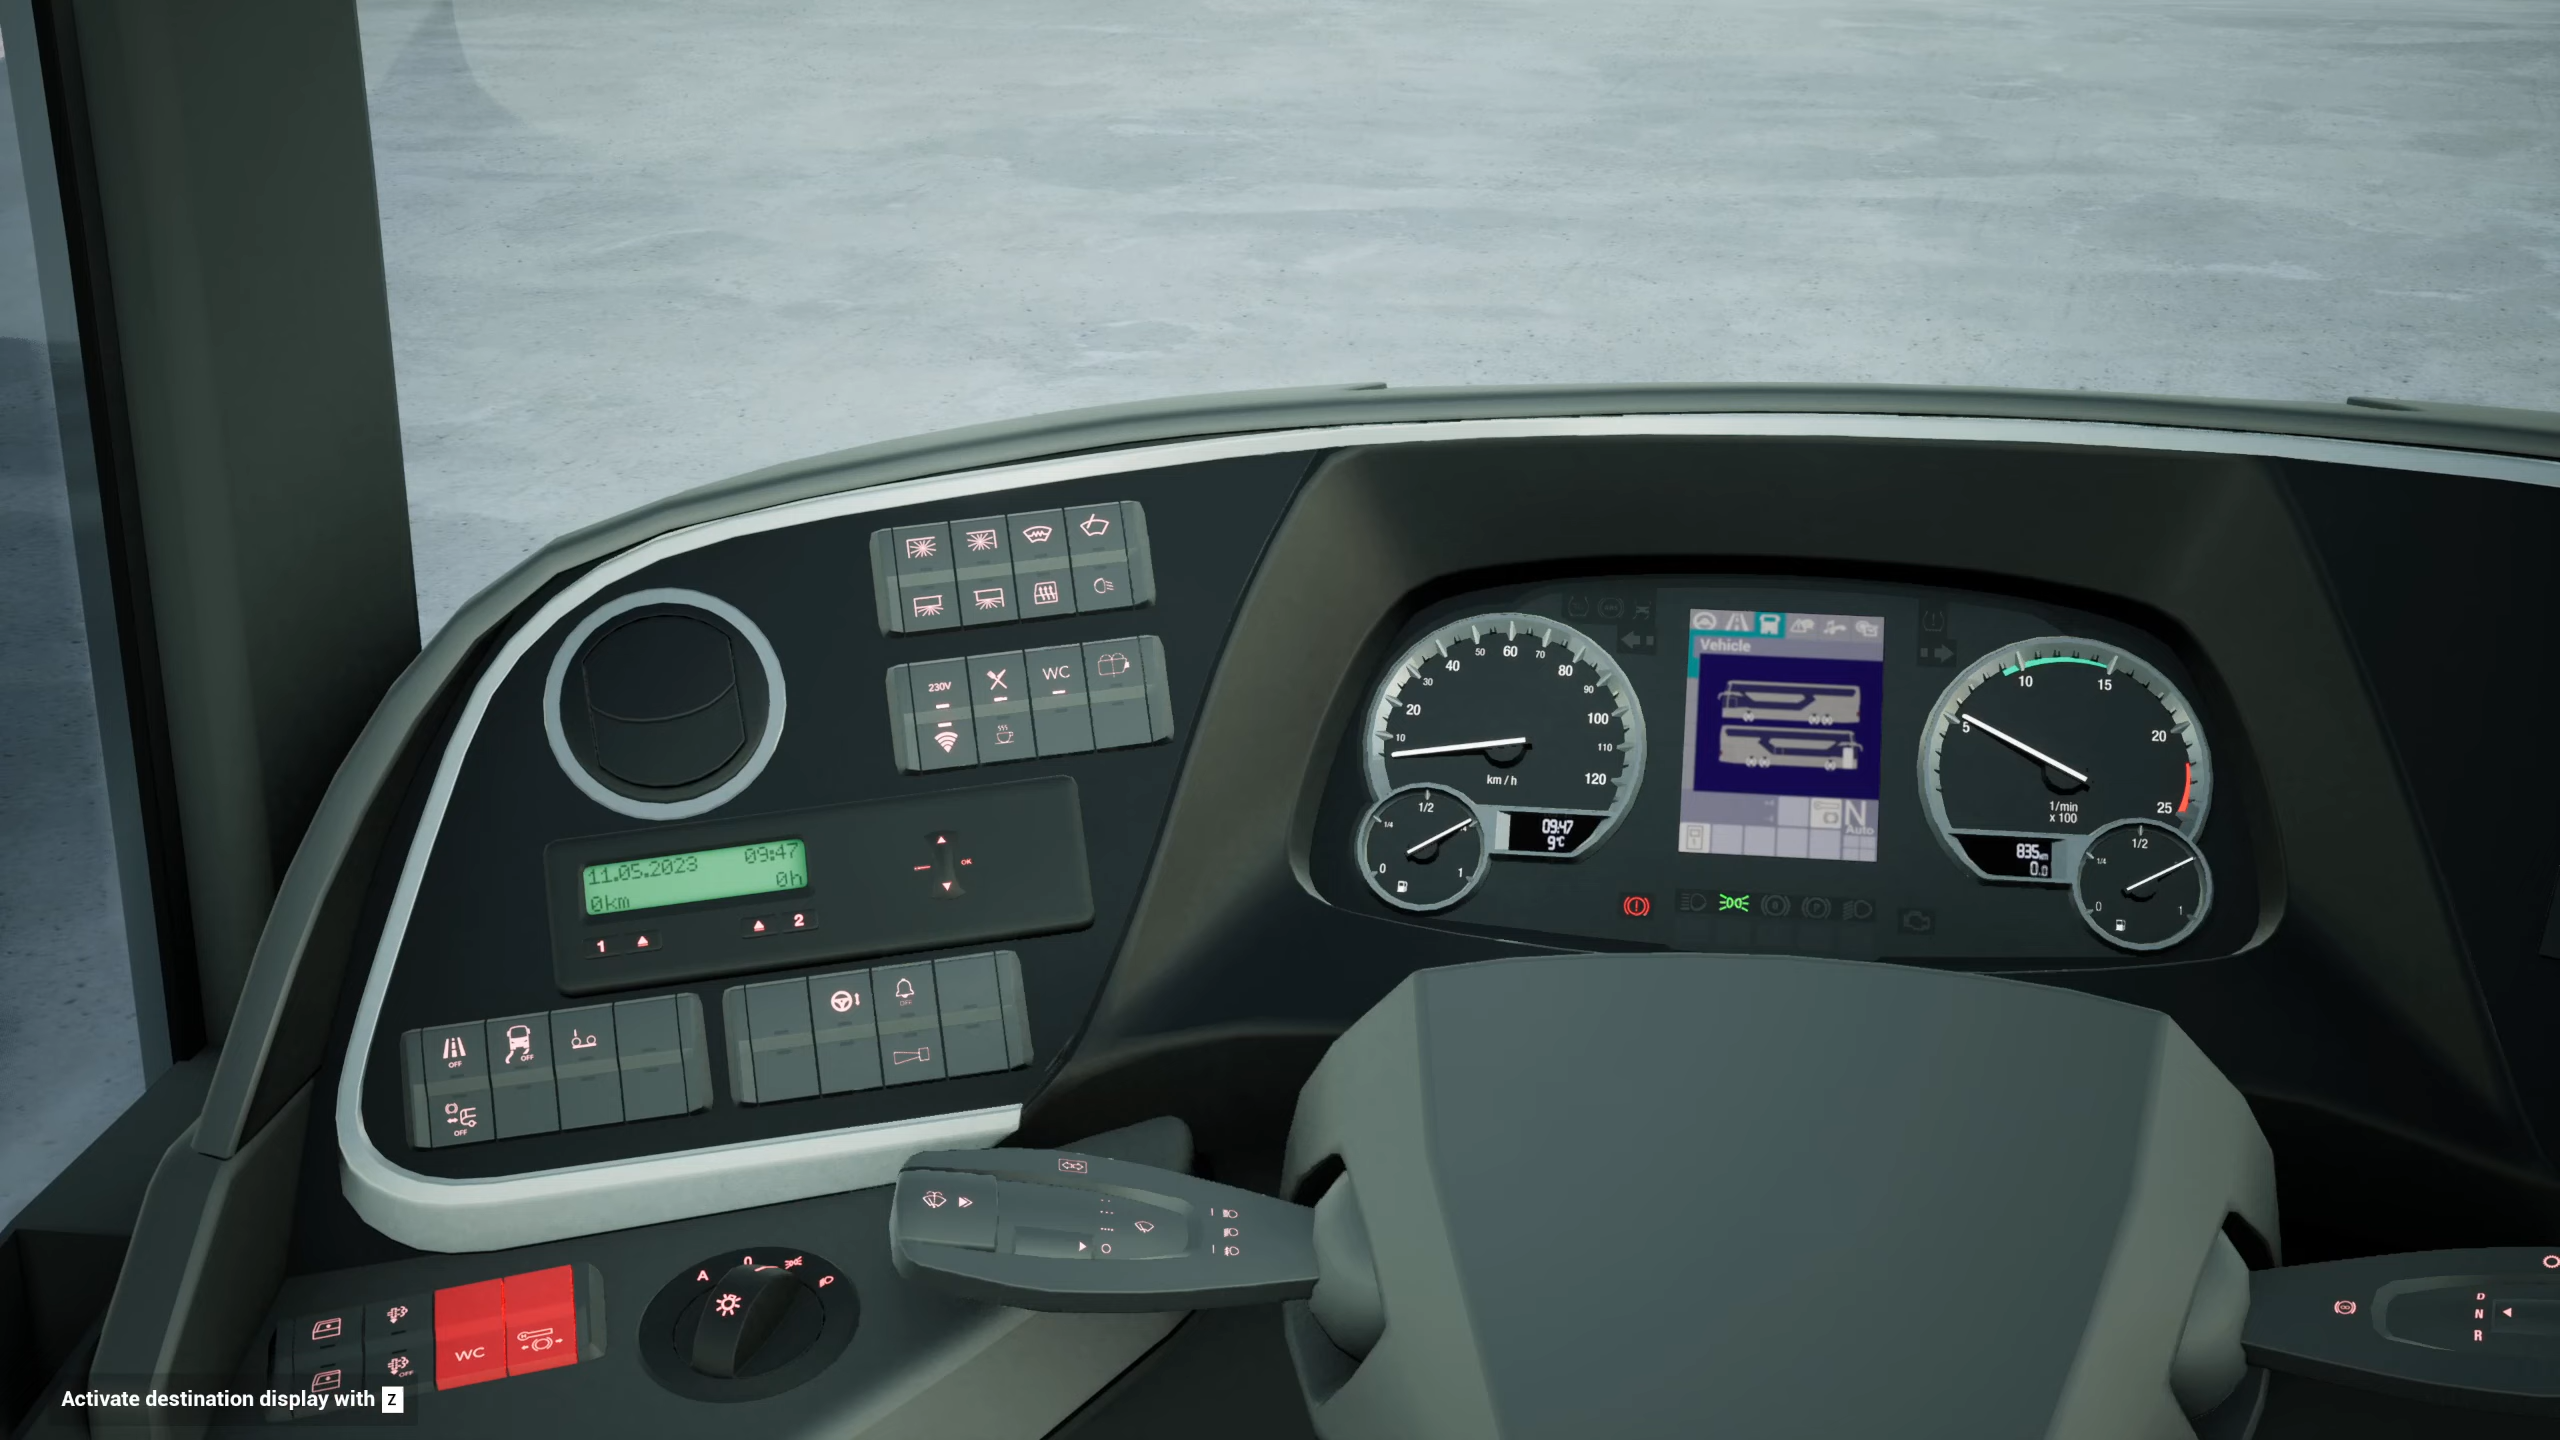 230V
WC
11.05.2023 09:47
0h
0km
OK
1
2
OFF
OFF
OFF
OFF
WC
A
0
10
20
30
40
50
60
70
80
90
100
110
120
km/h
0
1/4
1/2
1
09:47
9°C
Vehicle
N
Auto
5
10
15
20
25
1/min
x 100
835km
0.0
0
1/4
1/2
1
D
N
R
Activate destination display with Z